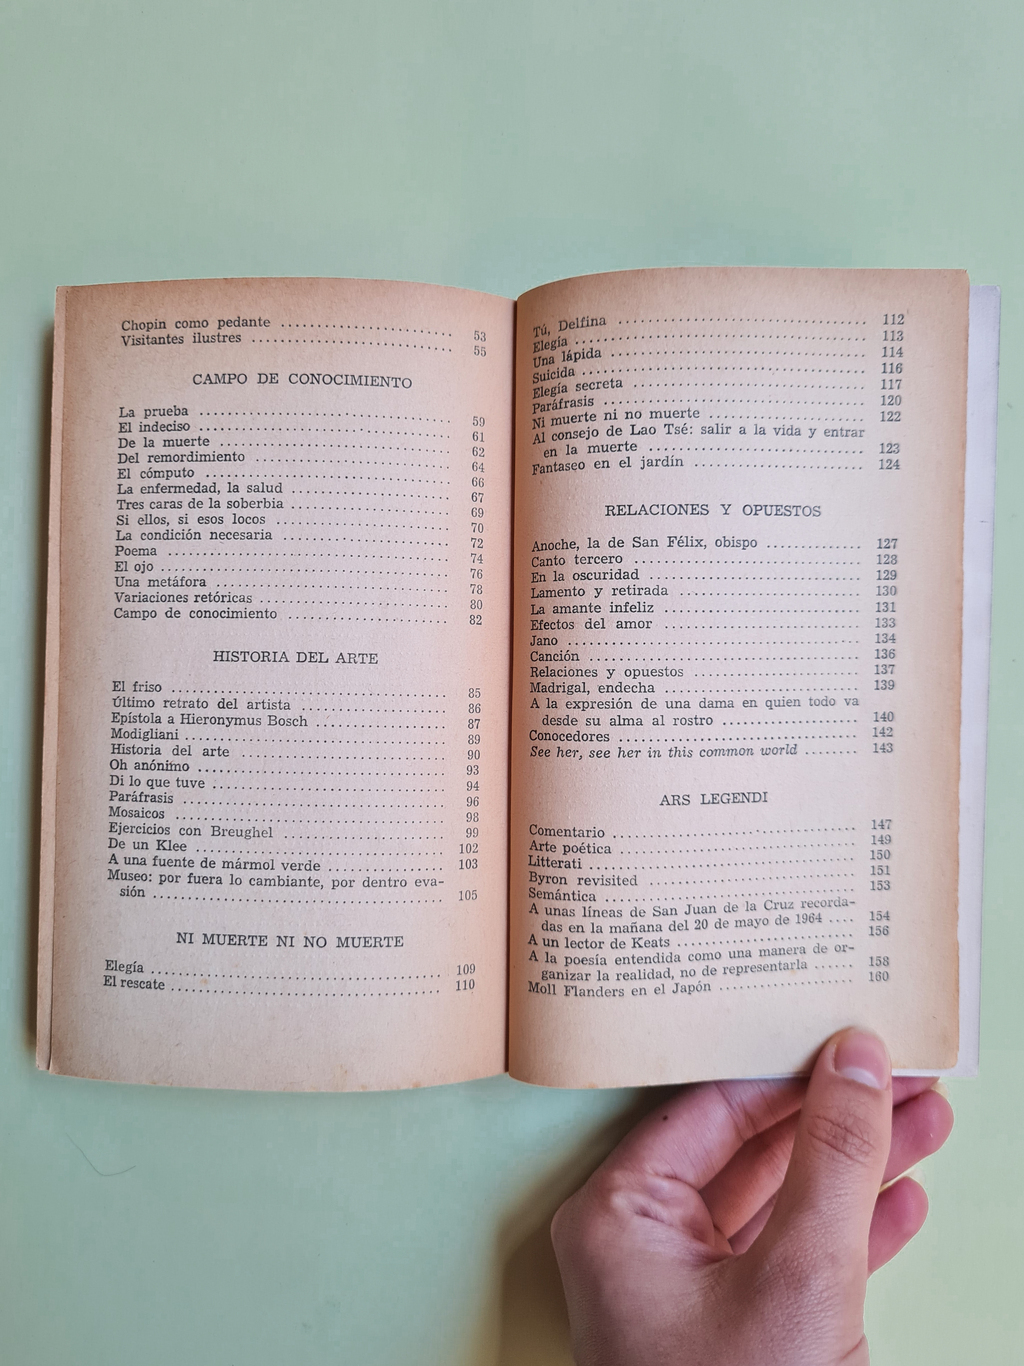 Chopin como pedante .......................... 53
Visitantes ilustres .............................. 55
CAMPO DE CONOCIMIENTO
La prueba ...................................... 59
El indeciso ..................................... 61
De la muerte ................................... 62
Del remordimiento ............................. 64
El cómputo ..................................... 66
La enfermedad, la salud ........................ 67
Tres caras de la soberbia ....................... 69
Si ellos, si esos locos .......................... 70
La condición necesaria ......................... 72
Poema .......................................... 74
El ojo .......................................... 76
Una metáfora ................................... 78
Variaciones retóricas ........................... 80
Campo de conocimiento ........................ 82
HISTORIA DEL ARTE
El friso ........................................ 85
Último retrato del artista ...................... 86
Epístola a Hieronymus Bosch ................... 87
Modigliani ...................................... 89
Historia del arte ............................... 90
Oh anónimo .................................... 93
Di lo que tuve .................................. 94
Paráfrasis ...................................... 96
Mosaicos ....................................... 98
Ejercicios con Breughel ........................ 99
De un Klee ..................................... 102
A una fuente de mármol verde ................. 103
Museo: por fuera lo cambiante, por dentro eva-
sión ........................................... 105
NI MUERTE NI NO MUERTE
Elegía .......................................... 109
El rescate ...................................... 110
Tú, Delfina .................................... 112
Elegía .......................................... 113
Una lápida ..................................... 114
Suicida ......................................... 116
Elegía secreta .................................. 117
Paráfrasis ...................................... 120
Ni muerte ni no muerte ........................ 122
Al consejo de Lao Tsé: salir a la vida y entrar
en la muerte ................................... 123
Fantaseo en el jardín .......................... 124
RELACIONES Y OPUESTOS
Anoche, la de San Félix, obispo ............. 127
Canto tercero .................................. 128
En la oscuridad ................................ 129
Lamento y retirada ............................ 130
La amante infeliz .............................. 131
Efectos del amor ............................... 133
Jano ............................................ 134
Canción ........................................ 136
Relaciones y opuestos ......................... 137
Madrigal, endecha ............................. 139
A la expresión de una dama en quien todo va
desde su alma al rostro ....................... 140
Conocedores .................................... 142
See her, see her in this common world ........ 143
ARS LEGENDI
Comentario ..................................... 147
Arte poética .................................... 149
Litterati ........................................ 150
Byron revisited ................................. 151
Semántica ...................................... 153
A unas líneas de San Juan de la Cruz recorda-
das en la mañana del 20 de mayo de 1964 .... 154
A un lector de Keats ........................... 156
A la poesía entendida como una manera de or-
ganizar la realidad, no de representarla ...... 158
Moll Flanders en el Japón ..................... 160